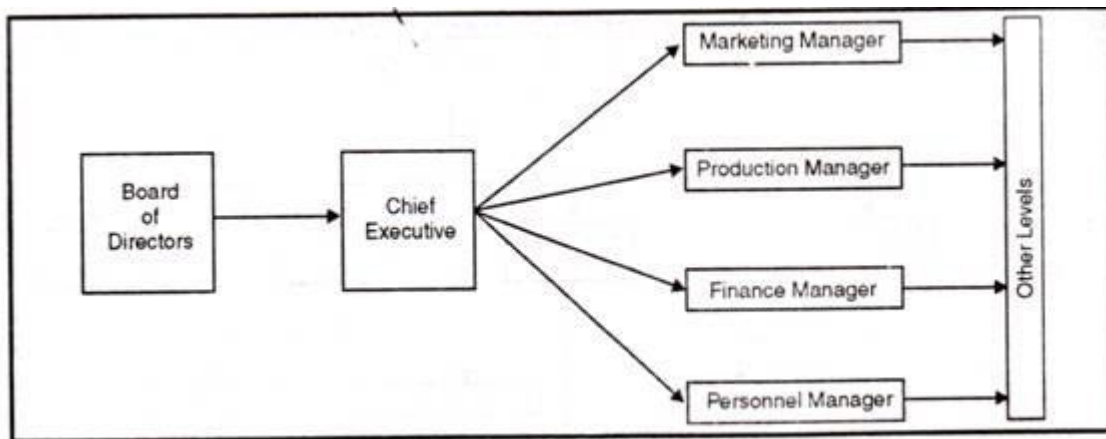 Board
of
Directors
Chief
Executive
Marketing Manager
Production Manager
Finance Manager
Personnel Manager
Other Levels